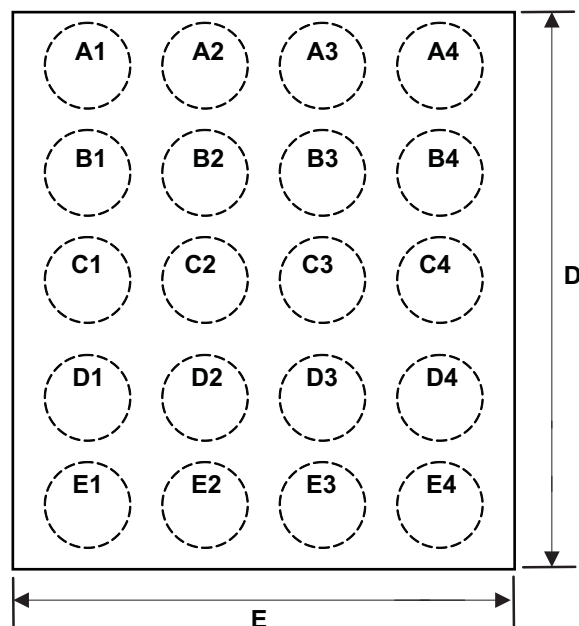 A1 A2 A3 A4
B1 B2 B3 B4
C1 C2 C3 C4
D
D1 D2 D3 D4
E1 E2 E3 E4
E